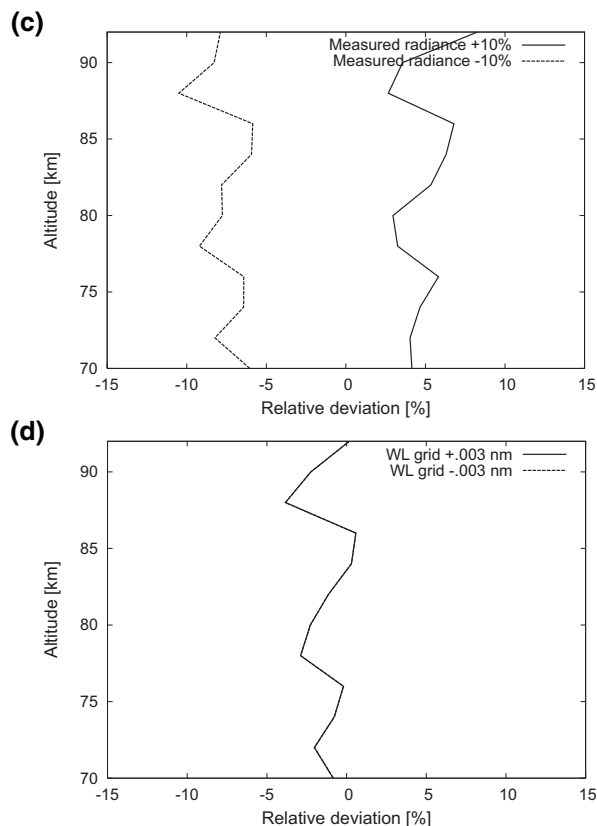 (c)
Measured radiance +10%
Measured radiance -10%
Altitude [km]
90
85
80
75
70
-15 -10 -5 0 5 10 15
Relative deviation [%]
(d)
WL grid +.003 nm
WL grid -.003 nm
Altitude [km]
90
85
80
75
70
-15 -10 -5 0 5 10 15
Relative deviation [%]